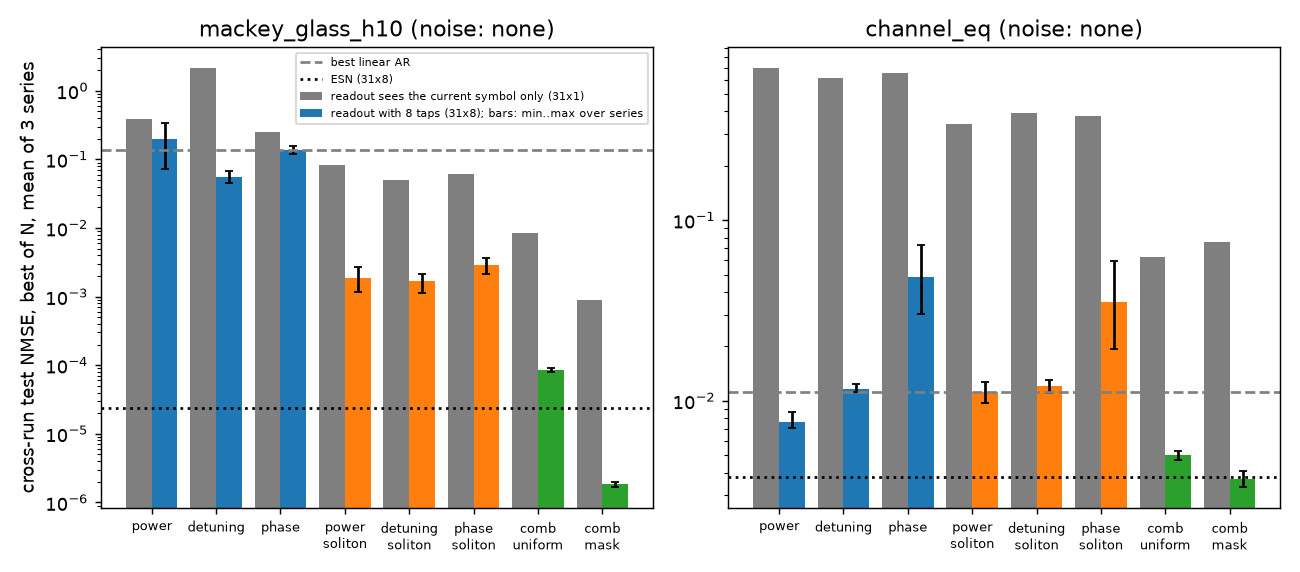 mackey_glass_h10 (noise: none)
cross-run test NMSE, best of N, mean of 3 series
10⁰
10⁻¹
10⁻²
10⁻³
10⁻⁴
10⁻⁵
10⁻⁶
best linear AR
ESN (31x8)
readout sees the current symbol only (31x1)
readout with 8 taps (31x8); bars: min..max over series
power
detuning
phase
power
soliton
detuning
soliton
phase
soliton
comb
uniform
comb
mask
channel_eq (noise: none)
10⁻¹
10⁻²
power
detuning
phase
power
soliton
detuning
soliton
phase
soliton
comb
uniform
comb
mask